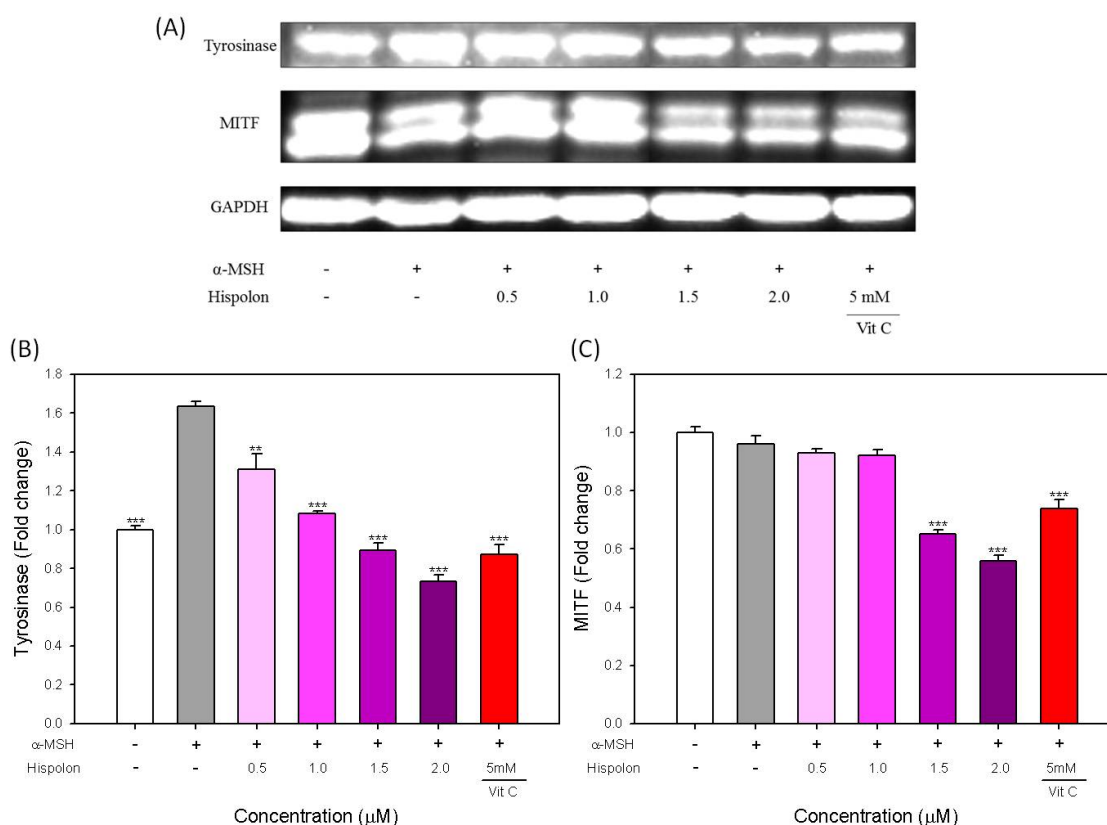 (A)
Tyrosinase
MITF
GAPDH
α-MSH - + + + + + +
Hispolon - - 0.5 1.0 1.5 2.0 5 mM
Vit C
(B)
Tyrosinase (Fold change)
1.8
1.6
1.4
1.2
1.0
0.8
0.6
0.4
0.2
0.0
*** ** *** *** *** ***
α-MSH - + + + + + +
Hispolon - - 0.5 1.0 1.5 2.0 5mM
Vit C
Concentration (μM)
(C)
MITF (Fold change)
1.2
1.0
0.8
0.6
0.4
0.2
0.0
*** *** ***
α-MSH - + + + + + +
Hispolon - - 0.5 1.0 1.5 2.0 5mM
Vit C
Concentration (μM)